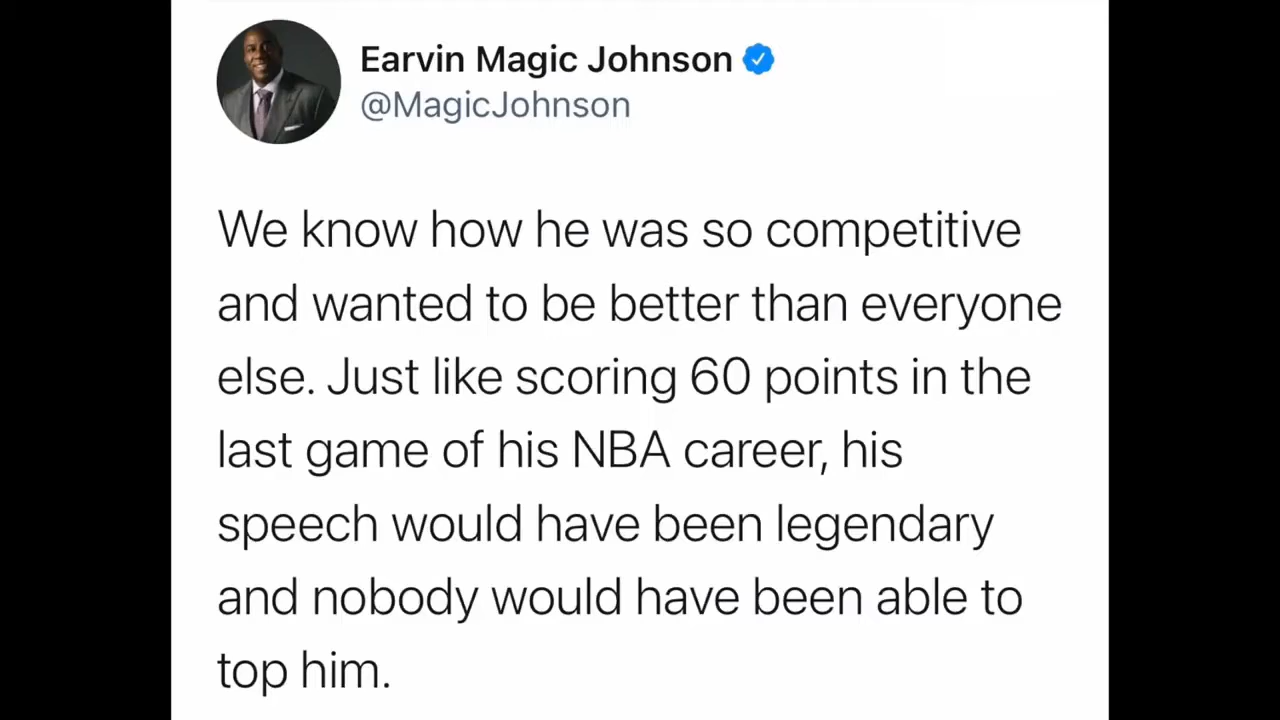 Earvin Magic Johnson
@MagicJohnson
We know how he was so competitive
and wanted to be better than everyone
else. Just like scoring 60 points in the
last game of his NBA career, his
speech would have been legendary
and nobody would have been able to
top him.